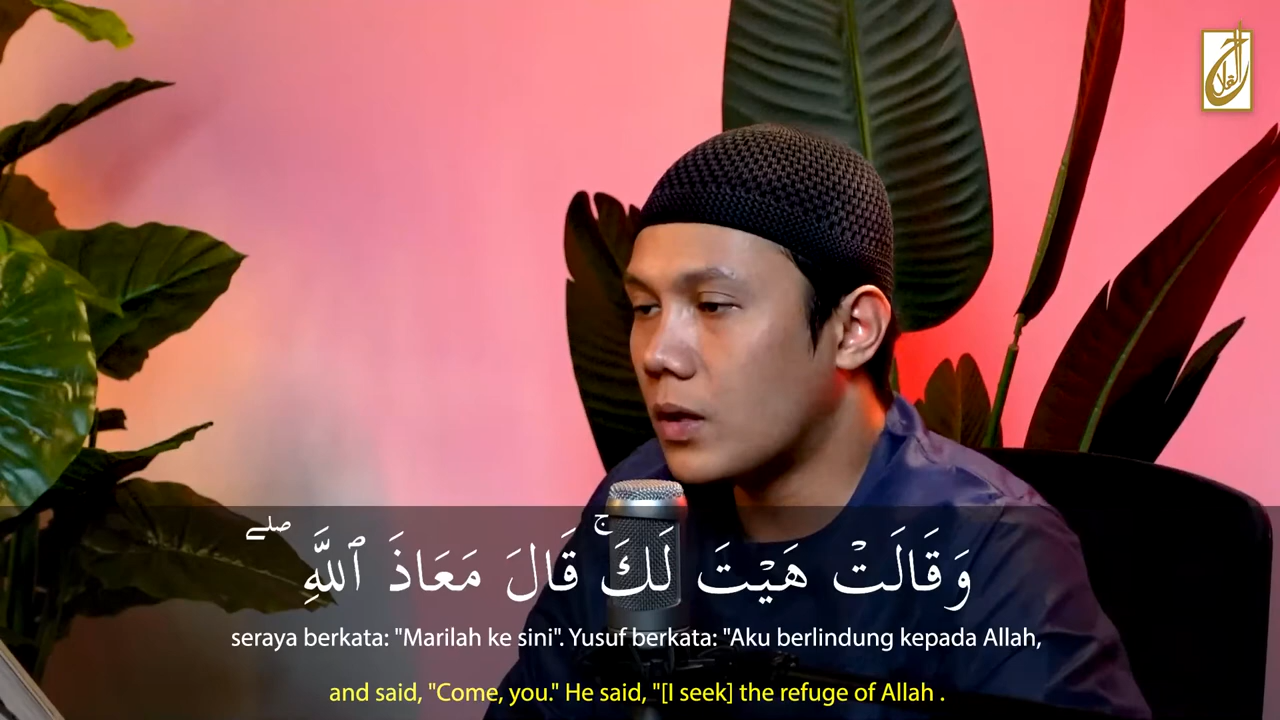 وَقَالَتْ هَيْتَ لَكَ ۚ قَالَ مَعَاذَ ٱللَّهِ ۖ
seraya berkata: "Marilah ke sini". Yusuf berkata: "Aku berlindung kepada Allah,
and said, "Come, you." He said, "[I seek] the refuge of Allah .